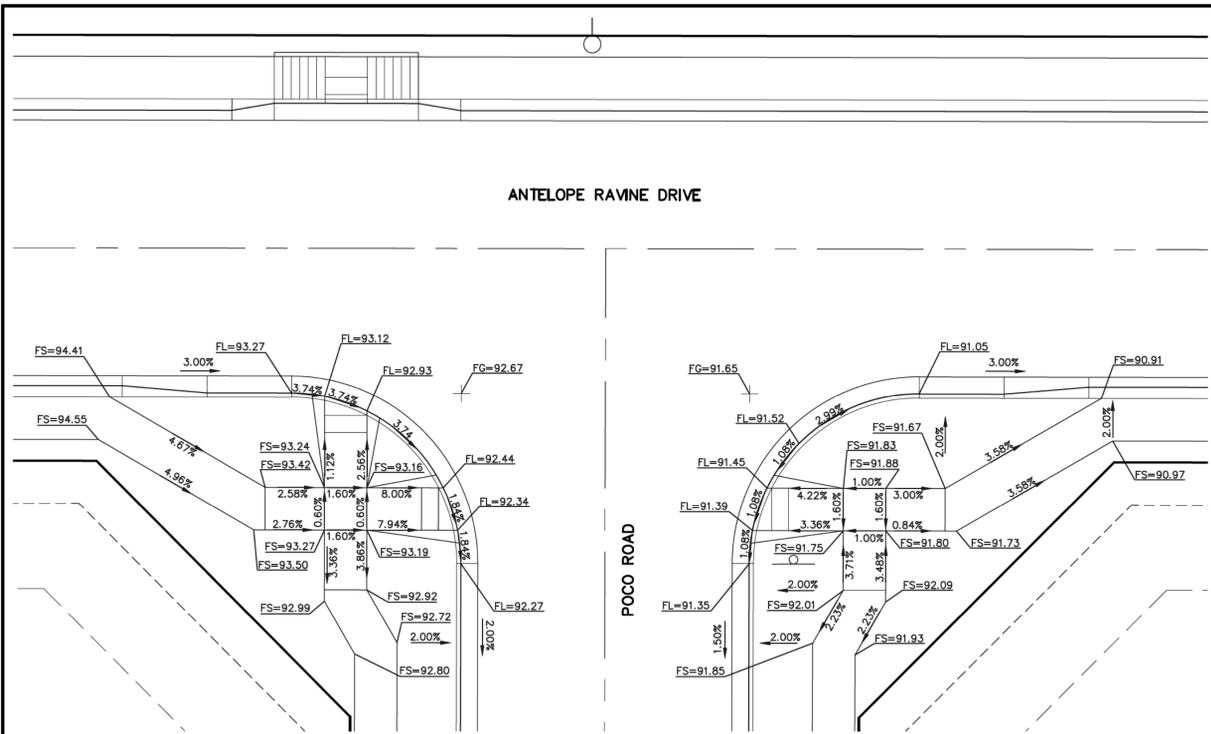 ANTELOPE RAVINE DRIVE
FS=94.41
FL=93.27
FL=93.12
3.00%
FL=92.93
FG=92.67
3.74%
3.74%
3.74
FS=94.55
4.67%
4.96%
FS=93.24
FS=93.42
1.12%
2.56%
FS=93.16
FL=92.44
2.58%
1.60%
8.00%
0.60%
0.60%
1.84%
FL=92.34
2.76%
1.60%
7.94%
1.84%
FS=93.27
FS=93.50
3.36%
3.86%
FS=92.99
FS=92.92
FS=92.72
2.00%
FL=92.27
2.00%
FS=92.80
POCO ROAD
FL=91.05
3.00%
FS=90.91
FG=91.65
2.99%
FL=91.52
1.08%
FS=91.67
2.00%
2.00%
FS=91.83
FL=91.45
FS=91.88
3.58%
1.00%
3.58%
FS=90.97
4.22%
3.00%
1.08%
1.60%
1.60%
FL=91.39
3.36%
0.84%
1.00%
1.08%
FS=91.75
FS=91.80
FS=91.73
3.71%
3.48%
2.00%
FS=92.09
FL=91.35
FS=92.01
2.23%
2.23%
1.50%
2.00%
FS=91.93
FS=91.85